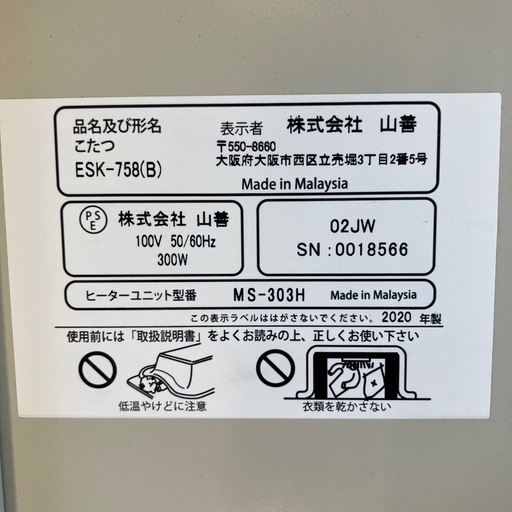 品名及び形名
こたつ
ESK-758(B)
表示者 株式会社 山善
〒550-8660
大阪府大阪市西区立売堀3丁目2番5号
Made in Malaysia
PSE 株式会社 山善
100V 50/60Hz
300W
02JW
SN:0018566
ヒーターユニット型番 MS-303H Made in Malaysia
この表示ラベルははがさないでください。2020 年製
使用前には「取扱説明書」をよくお読みの上、正しくお使い下さい
低温やけどに注意
衣類を乾かさない